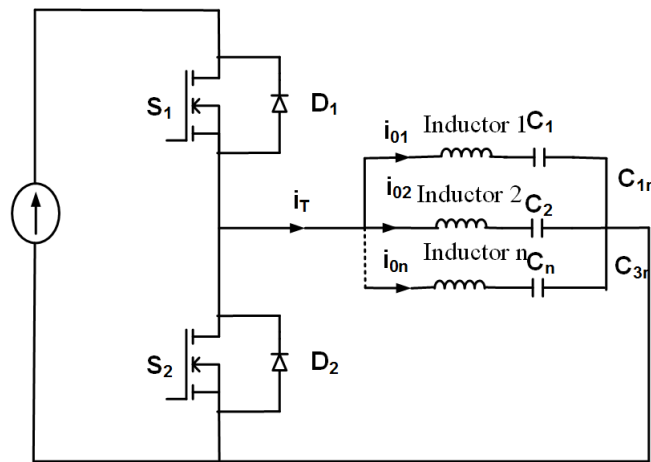 S1
D1
i01
Inductor 1
C1
C1r
iT
i02
Inductor 2
C2
i0n
Inductor n
Cn
C3r
S2
D2